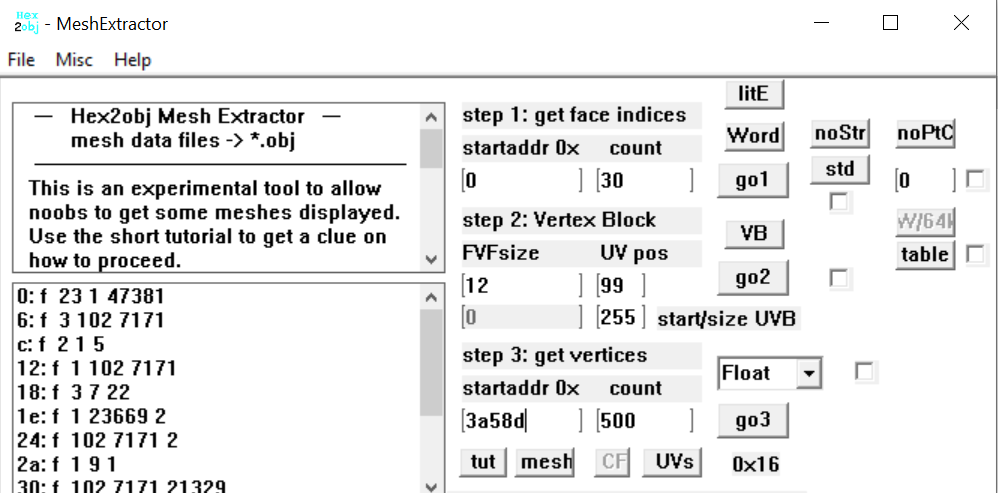 Hex
2obj - MeshExtractor
File Misc Help
— Hex2obj Mesh Extractor —
mesh data files -> *.obj
This is an experimental tool to allow
noobs to get some meshes displayed.
Use the short tutorial to get a clue on
how to proceed.
0: f 23 1 47381
6: f 3 102 7171
c: f 2 1 5
12: f 1 102 7171
18: f 3 7 22
1e: f 1 23669 2
24: f 102 7171 2
2a: f 1 9 1
30: f 102 7171 21329
step 1: get face indices
startaddr 0x count
[0 ] [30 ]
step 2: Vertex Block
FVFsize UV pos
[12 ] [99 ]
[0 ] [255 ] start/size UVB
step 3: get vertices
startaddr 0x count
[3a58d ] [500 ]
tut mesh CF UVs
litE
Word
go1
VB
go2
Float
go3
0x16
noStr
std
noPtC
[0 ]
W/64k
table